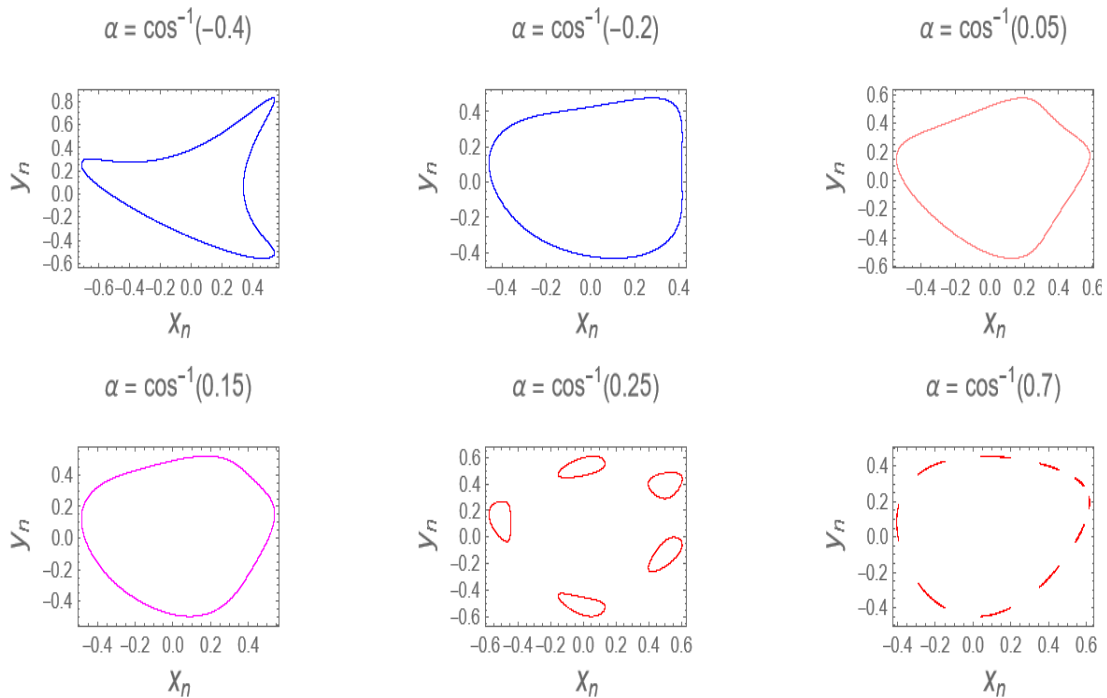 α = cos⁻¹(−0.4)
α = cos⁻¹(−0.2)
α = cos⁻¹(0.05)
0.8
0.6
0.4
0.2
0.0
−0.2
−0.4
−0.6
yₙ
−0.6 −0.4 −0.2 0.0 0.2 0.4
xₙ
0.4
0.2
0.0
−0.2
−0.4
yₙ
−0.4 −0.2 0.0 0.2 0.4
xₙ
0.6
0.4
0.2
0.0
−0.2
−0.4
−0.6
yₙ
−0.4 −0.2 0.0 0.2 0.4 0.6
xₙ
α = cos⁻¹(0.15)
α = cos⁻¹(0.25)
α = cos⁻¹(0.7)
0.4
0.2
0.0
−0.2
−0.4
yₙ
−0.4 −0.2 0.0 0.2 0.4
xₙ
0.6
0.4
0.2
0.0
−0.2
−0.4
−0.6
yₙ
−0.4 −0.2 0.0 0.2 0.4 0.6
xₙ
0.4
0.2
0.0
−0.2
−0.4
yₙ
−0.4 −0.2 0.0 0.2 0.4 0.6
xₙ